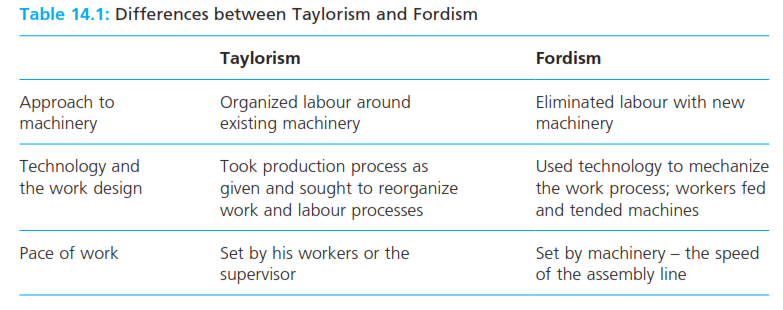 Table 14.1: Differences between Taylorism and Fordism
Taylorism Fordism
Approach to Organized labour around Eliminated labour with new
machinery existing machinery machinery
Technology and Took production process as Used technology to mechanize
the work design given and sought to reorganize the work process; workers fed
work and labour processes and tended machines
Pace of work Set by his workers or the Set by machinery – the speed
supervisor of the assembly line